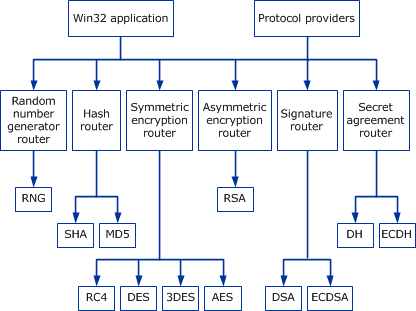 Win32 application
Protocol providers
Random
number
generator
router
Hash
router
Symmetric
encryption
router
Asymmetric
encryption
router
Signature
router
Secret
agreement
router
RNG
RSA
SHA
MD5
DH
ECDH
RC4
DES
3DES
AES
DSA
ECDSA